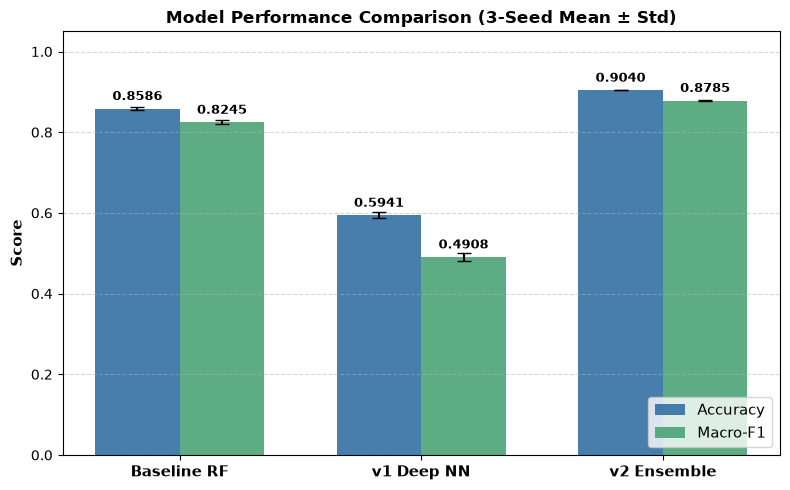 Model Performance Comparison (3-Seed Mean ± Std)
Score
1.0
0.8
0.6
0.4
0.2
0.0
0.8586
0.8245
0.5941
0.4908
0.9040
0.8785
Accuracy
Macro-F1
Baseline RF
v1 Deep NN
v2 Ensemble